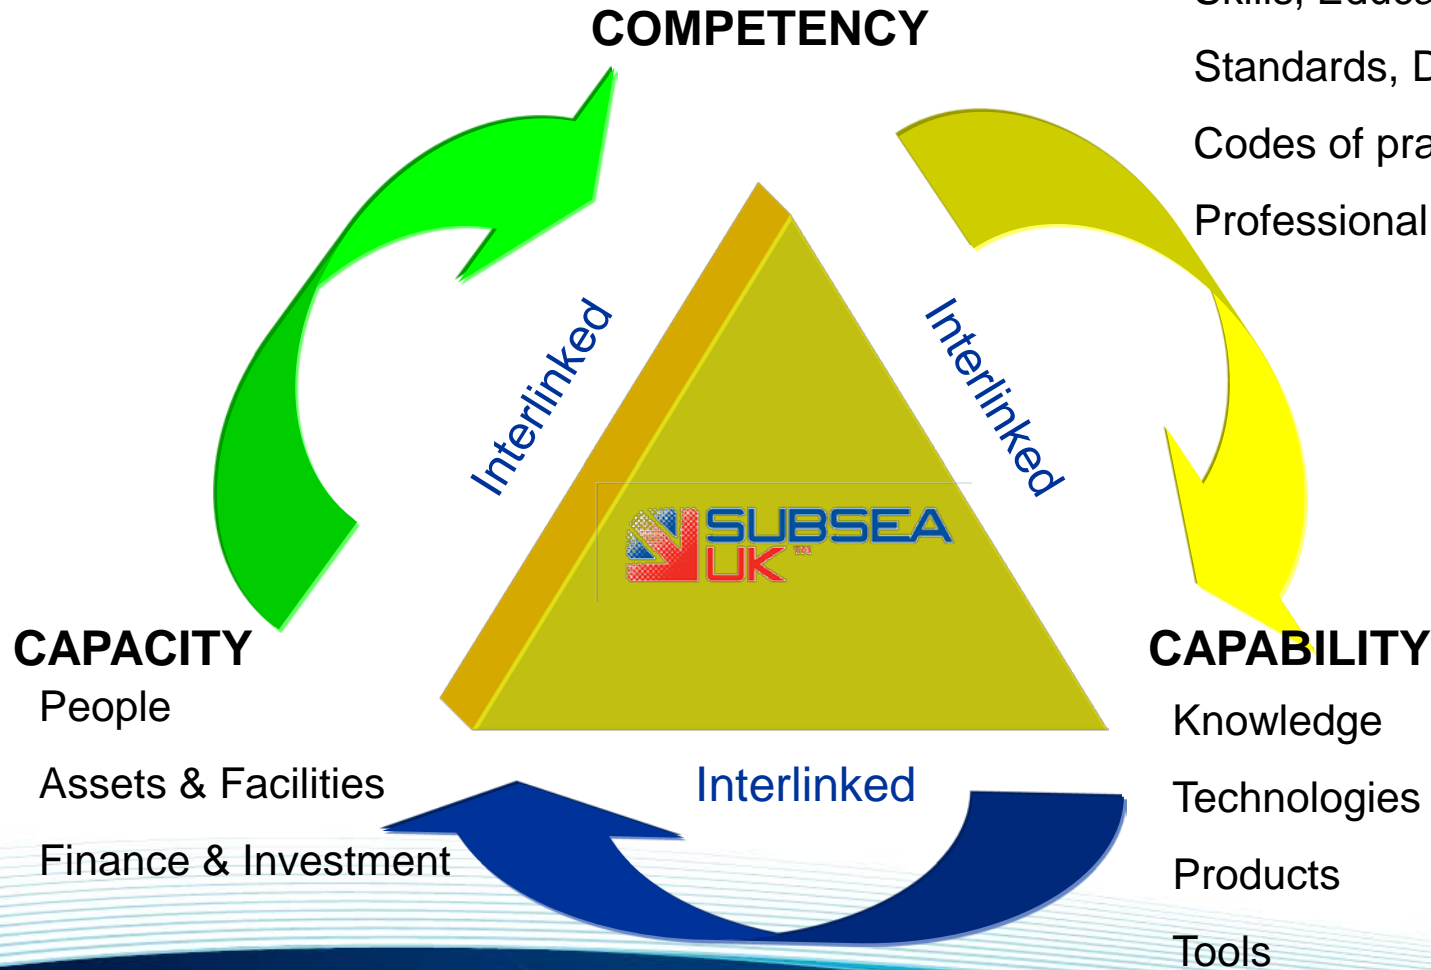 COMPETENCY
Standards,
Codes of
Professional
Interlinked
Interlinked
SUBSEA
UK™
CAPACITY
People
Assets & Facilities
Finance & Investment
Interlinked
CAPABILITY
Knowledge
Technologies
Products
Tools